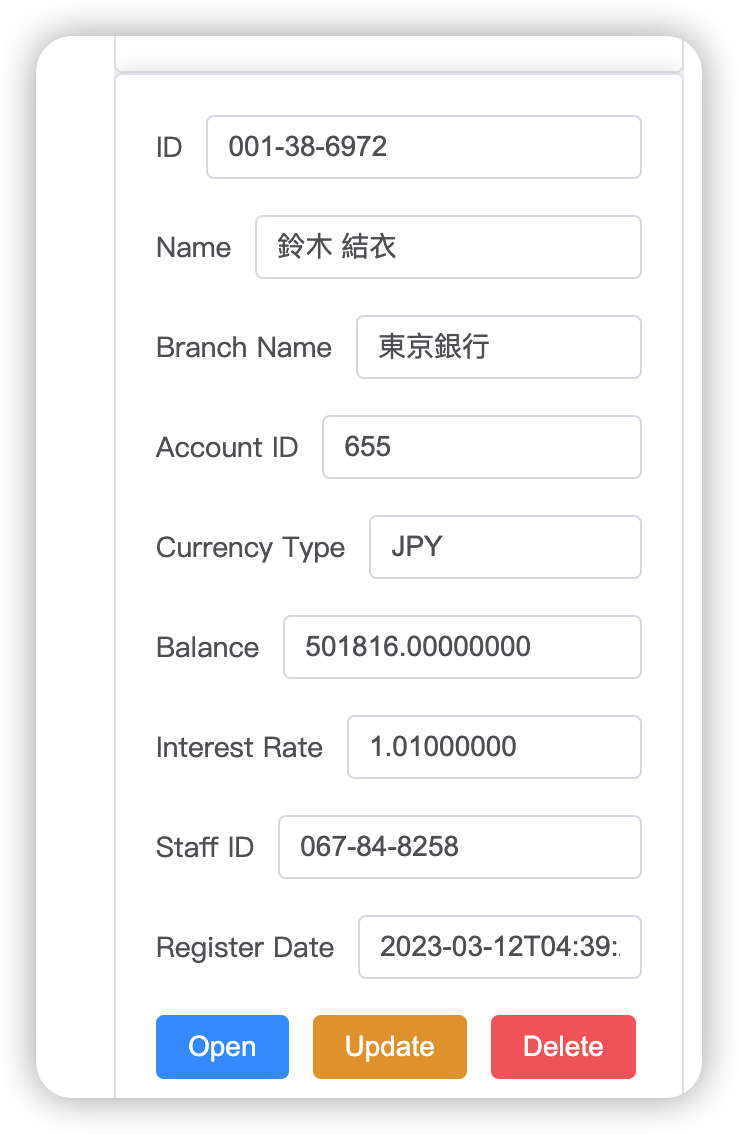 ID 001-38-6972
Name 鈴木 結衣
Branch Name 東京銀行
Account ID 655
Currency Type JPY
Balance 501816.00000000
Interest Rate 1.01000000
Staff ID 067-84-8258
Register Date 2023-03-12T04:39:
Open Update Delete